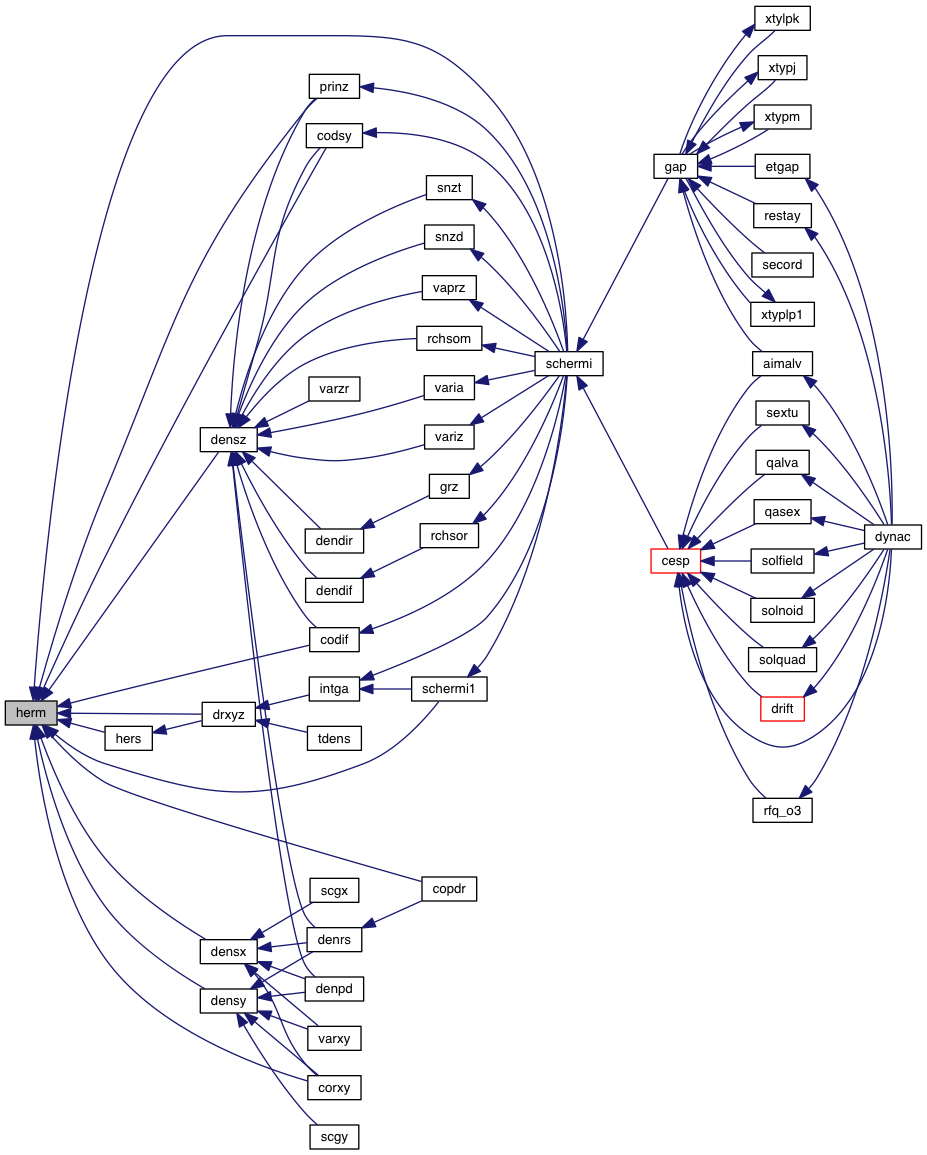 xtylpk
xtypj
prinz
xtypm
codsy
gap
etgap
snzt
restay
snzd
secord
vaprz
xtyplp1
rchsom
schermi
aimalv
varzr
varia
sextu
densz
variz
qalva
grz
qasex
dendir
rchsor
dynac
cesp
solfield
dendif
solnoid
codif
solquad
intga
schermi1
herm
drxyz
drift
hers
tdens
rfq_o3
scgx
copdr
densx
denrs
densy
denpd
varxy
corxy
scgy